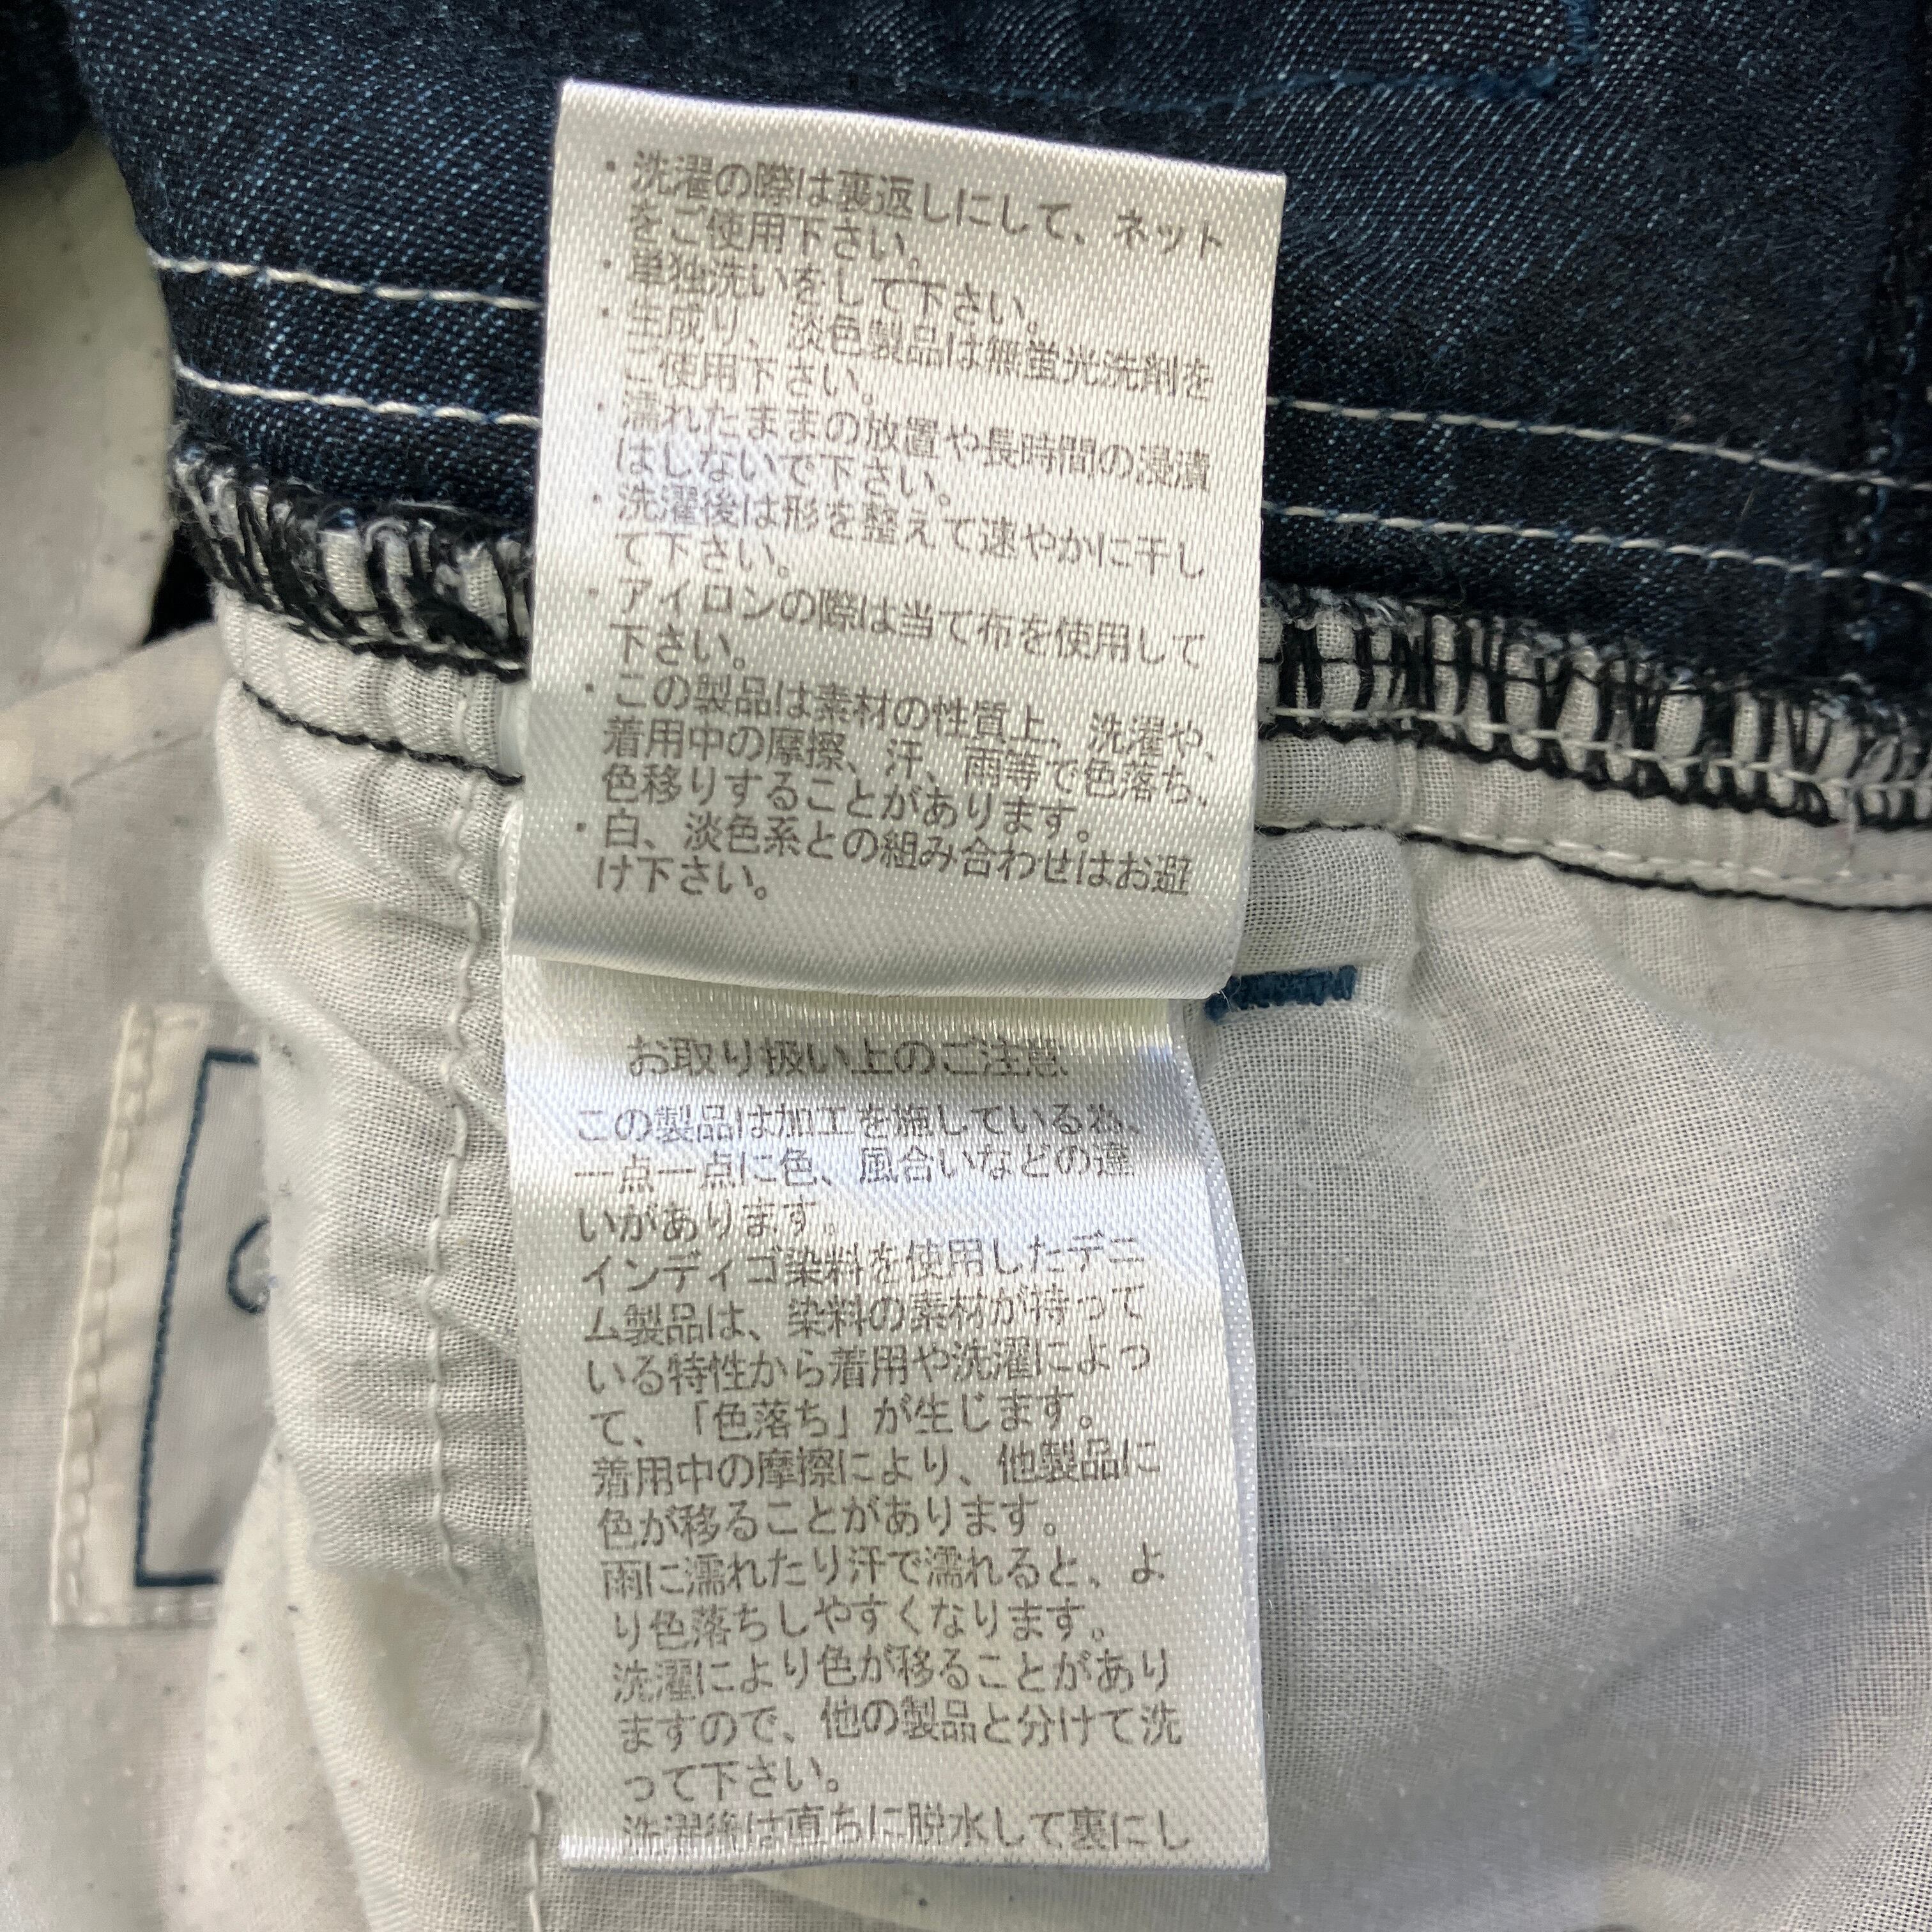 ・洗濯の際は裏返しにして、ネット
をご使用下さい。
・単独洗いをして下さい。
・生成り、淡色製品は無蛍光洗剤を
ご使用下さい。
・濡れたままの放置や長時間の浸漬
はしないで下さい。
・洗濯後は形を整えて速やかに干し
て下さい。
・アイロンの際は当て布を使用して
下さい。
・この製品は素材の性質上、洗濯や、
着用中の摩擦、汗、雨等で色落ち、
色移りすることがあります。
・白、淡色系との組み合わせはお避
け下さい。
お取り扱い上のご注意
この製品は加工を施している為、
一点一点に色、風合いなどの違
いがあります。
インディゴ染料を使用したデニ
ム製品は、染料の素材が持って
いる特性から着用や洗濯によっ
て、「色落ち」が生じます。
着用中の摩擦により、他製品に
色が移ることがあります。
雨に濡れたり汗で濡れると、よ
り色落ちしやすくなります。
洗濯により色が移ることがあり
ますので、他の製品と分けて洗
って下さい。
洗濯後は直ちに脱水して裏にし